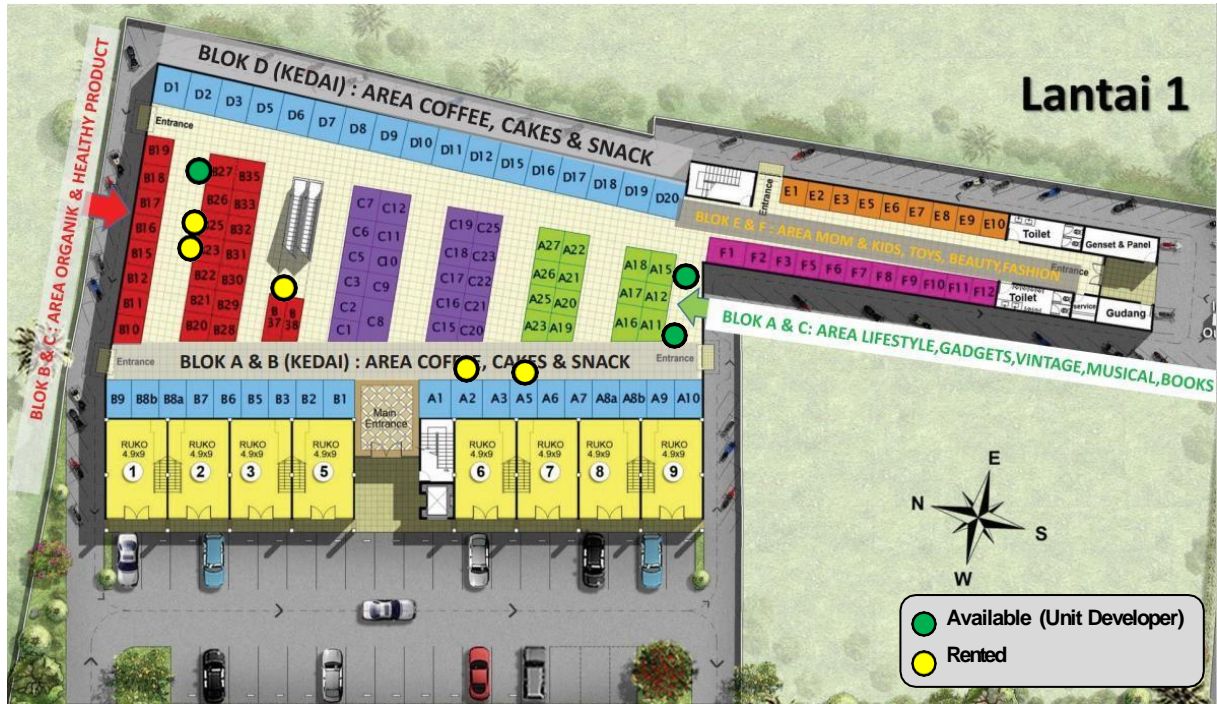 Lantai 1
BLOK D (KEDAI) : AREA COFFEE, CAKES & SNACK
BLOK B & C : AREA ORGANIK & HEALTHY PRODUCT
D1 D2 D3 D5 D6 D7 D8 D9 D10 D11 D12 D15 D16 D17 D18 D19 D20
Entrance
Entrance
E1 E2 E3 E5 E6 E7 E8 E9 E10
Toilet
Genset & Panel
BLOK E & F : AREA MOM & KIDS, TOYS, BEAUTY,FASHION
Entrance
F1 F2 F3 F5 F6 F7 F8 F9 F10 F11 F12
Toilet
service
Gudang
BLOK A & C: AREA LIFESTYLE,GADGETS,VINTAGE,MUSICAL,BOOKS
B19
B18
B17
B16
B15
B12
B11
B10
B27 B35
B26 B33
B25 B32
B23 B31
B22 B30
B21 B29
B20 B28
B 37 B 38
C7 C12
C6 C11
C5 C10
C3 C9
C2 C8
C1
C19 C25
C18 C23
C17 C22
C16 C21
C15 C20
A27 A22
A26 A21
A25 A20
A23 A19
A18 A15
A17 A12
A16 A11
Entrance
BLOK A & B (KEDAI) : AREA COFFEE, CAKES & SNACK
Entrance
B9 B8b B8a B7 B6 B5 B3 B2 B1
Main Entrance
A1 A2 A3 A5 A6 A7 A8a A8b A9 A10
RUKO 4.9x9 1
RUKO 4.9x9 2
RUKO 4.9x9 3
RUKO 4.9x9 5
RUKO 4.9x9 6
RUKO 4.9x9 7
RUKO 4.9x9 8
RUKO 4.9x9 9
E
N
S
W
Available (Unit Developer)
Rented